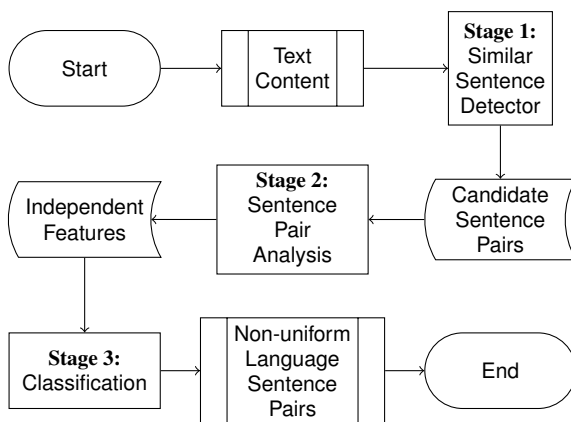 Start
Text
Content
Stage 1:
Similar
Sentence
Detector
Candidate
Sentence
Pairs
Stage 2:
Sentence
Pair
Analysis
Independent
Features
Stage 3:
Classification
Non-uniform
Language
Sentence
Pairs
End